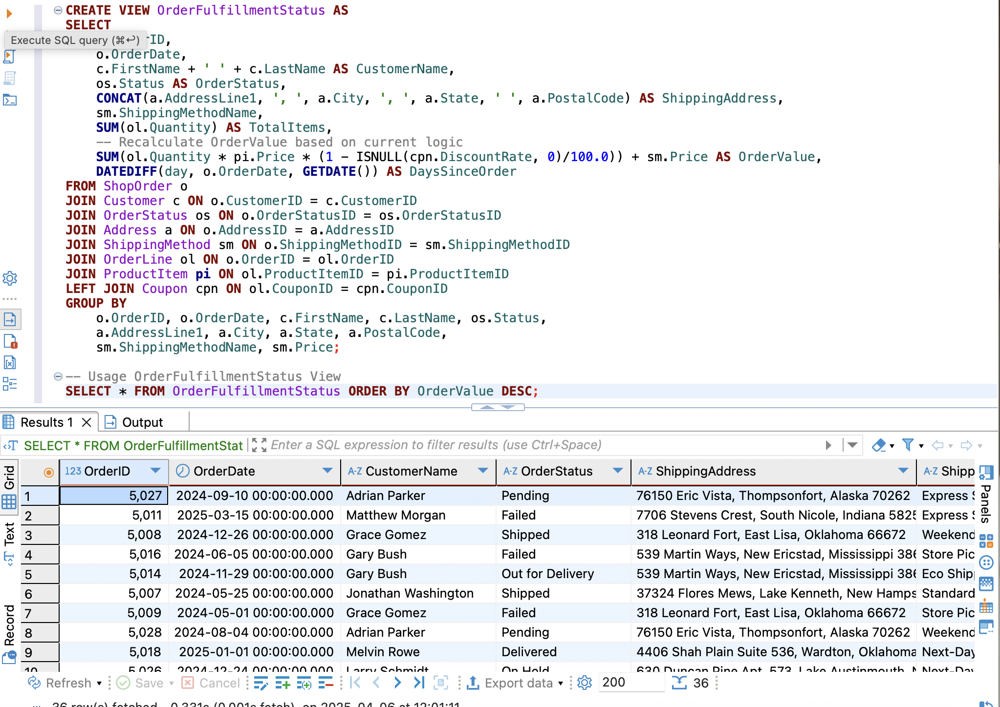 CREATE VIEW OrderFulfillmentStatus AS
SELECT
Execute SQL query (⌘↩) rID,
o.OrderDate,
c.FirstName + ' ' + c.LastName AS CustomerName,
os.Status AS OrderStatus,
CONCAT(a.AddressLine1, ', ', a.City, ', ', a.State, ' ', a.PostalCode) AS ShippingAddress,
sm.ShippingMethodName,
SUM(ol.Quantity) AS TotalItems,
-- Recalculate OrderValue based on current logic
SUM(ol.Quantity * pi.Price * (1 - ISNULL(cpn.DiscountRate, 0)/100.0)) + sm.Price AS OrderValue,
DATEDIFF(day, o.OrderDate, GETDATE()) AS DaysSinceOrder
FROM ShopOrder o
JOIN Customer c ON o.CustomerID = c.CustomerID
JOIN OrderStatus os ON o.OrderStatusID = os.OrderStatusID
JOIN Address a ON o.AddressID = a.AddressID
JOIN ShippingMethod sm ON o.ShippingMethodID = sm.ShippingMethodID
JOIN OrderLine ol ON o.OrderID = ol.OrderID
JOIN ProductItem pi ON ol.ProductItemID = pi.ProductItemID
LEFT JOIN Coupon cpn ON ol.CouponID = cpn.CouponID
GROUP BY
o.OrderID, o.OrderDate, c.FirstName, c.LastName, os.Status,
a.AddressLine1, a.City, a.State, a.PostalCode,
sm.ShippingMethodName, sm.Price;
-- Usage OrderFulfillmentStatus View
SELECT * FROM OrderFulfillmentStatus ORDER BY OrderValue DESC;
Results 1 Output
SELECT * FROM OrderFulfillmentStat Enter a SQL expression to filter results (use Ctrl+Space)
Grid
Text
Record
123 OrderID OrderDate A-Z CustomerName A-Z OrderStatus A-Z ShippingAddress A-Z Shipp
1 5,027 2024-09-10 00:00:00.000 Adrian Parker Pending 76150 Eric Vista, Thompsonfort, Alaska 70262 Express S
2 5,011 2025-03-15 00:00:00.000 Matthew Morgan Failed 7706 Stevens Crest, South Nicole, Indiana 5825 Express S
3 5,008 2024-12-26 00:00:00.000 Grace Gomez Shipped 318 Leonard Fort, East Lisa, Oklahoma 66672 Weekend
4 5,016 2024-06-05 00:00:00.000 Gary Bush Failed 539 Martin Ways, New Ericstad, Mississippi 386 Store Pic
5 5,014 2024-11-29 00:00:00.000 Gary Bush Out for Delivery 539 Martin Ways, New Ericstad, Mississippi 386 Eco Ship
6 5,007 2024-05-25 00:00:00.000 Jonathan Washington Shipped 37324 Flores Mews, Lake Kenneth, New Hamps Standard
7 5,009 2024-05-01 00:00:00.000 Grace Gomez Failed 318 Leonard Fort, East Lisa, Oklahoma 66672 Store Pic
8 5,028 2024-08-04 00:00:00.000 Adrian Parker Pending 76150 Eric Vista, Thompsonfort, Alaska 70262 Weekend
9 5,018 2025-01-01 00:00:00.000 Melvin Rowe Delivered 4406 Shah Plain Suite 536, Wardton, Oklahoma Next-Day
10 5,026 2024-12-24 00:00:00.000 Larry Schmidt On Hold 630 Duncan Pine Apt. 573, Lake Austinmouth, Next-Day
Panels
Refresh Save Cancel Export data 200 36
36 row(s) fetched - 0.331s (0.001s fetch), on 2025-04-06 at 12:01:11